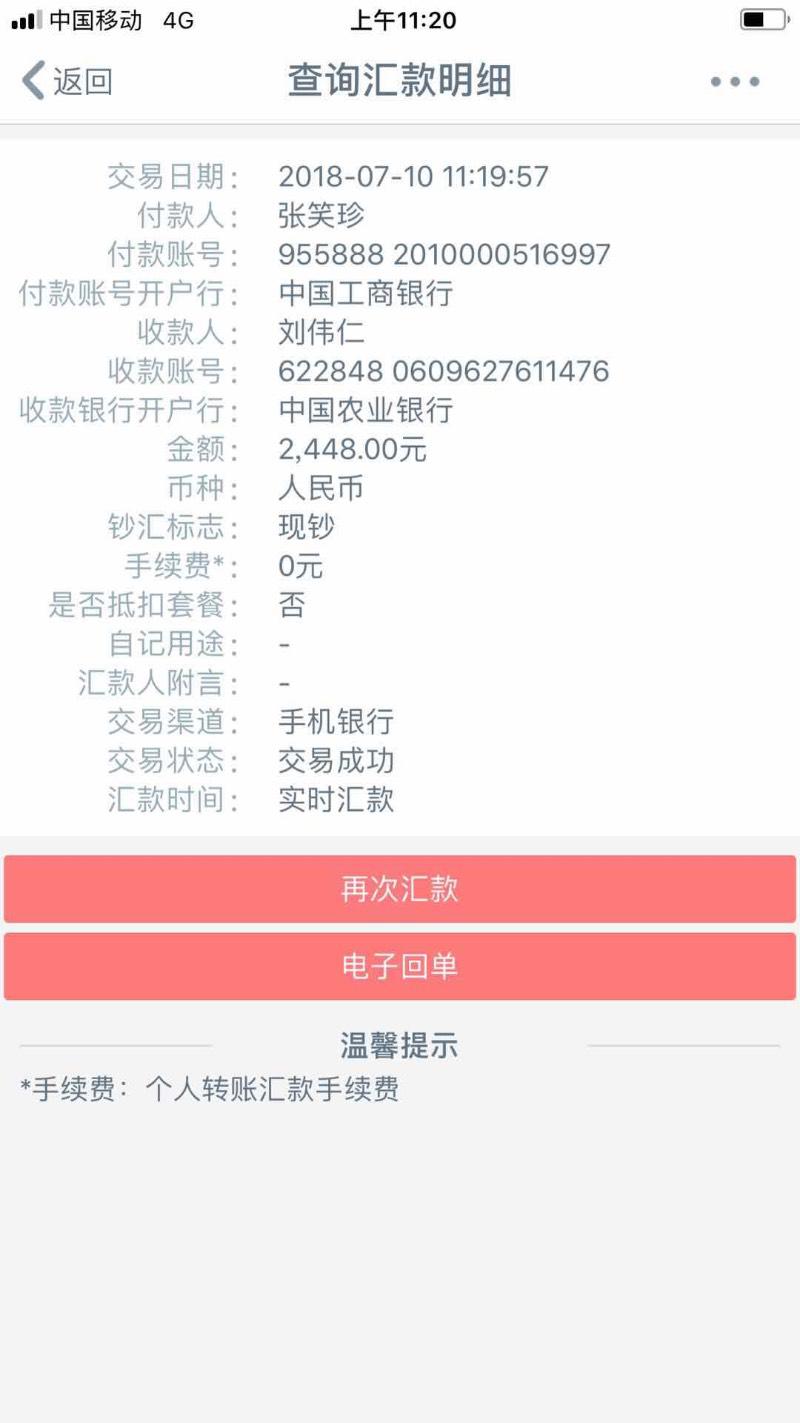 中国移动 4G 上午11:20
返回 查询汇款明细
交易日期： 2018-07-10 11:19:57
付款人： 张笑珍
付款账号： 955888 2010000516997
付款账号开户行： 中国工商银行
收款人： 刘伟仁
收款账号： 622848 0609627611476
收款银行开户行： 中国农业银行
金额： 2,448.00元
币种： 人民币
钞汇标志： 现钞
手续费*： 0元
是否抵扣套餐： 否
自记用途： -
汇款人附言： -
交易渠道： 手机银行
交易状态： 交易成功
汇款时间： 实时汇款
再次汇款
电子回单
温馨提示
*手续费：个人转账汇款手续费